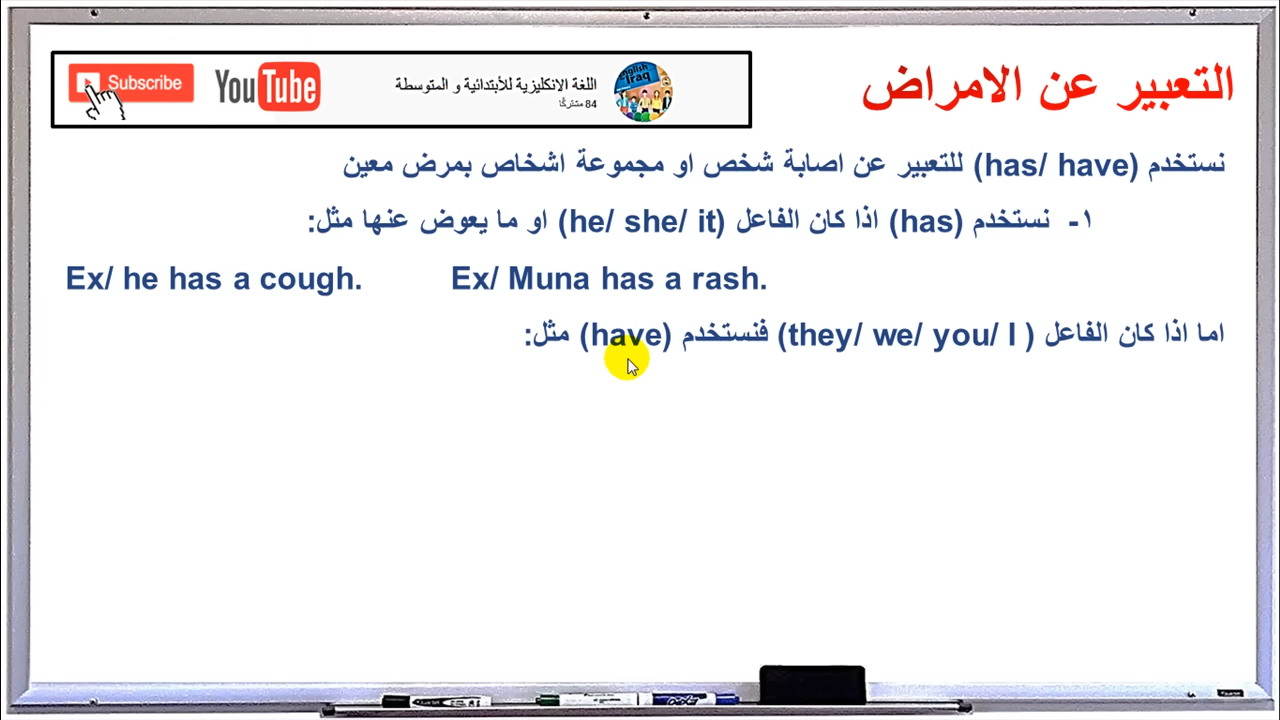 التعبير عن الامراض
Subscribe
YouTube
اللغة الانكليزية للأبتدائية و المتوسطة
84 مشتركًا
English Iraq
نستخدم (has/ have) للتعبير عن اصابة شخص او مجموعة اشخاص بمرض معين
١- نستخدم (has) اذا كان الفاعل (he/ she/ it) او ما يعوض عنها مثل:
Ex/ he has a cough. Ex/ Muna has a rash.
اما اذا كان الفاعل ( they/ we/ you/ I) فنستخدم (have) مثل: